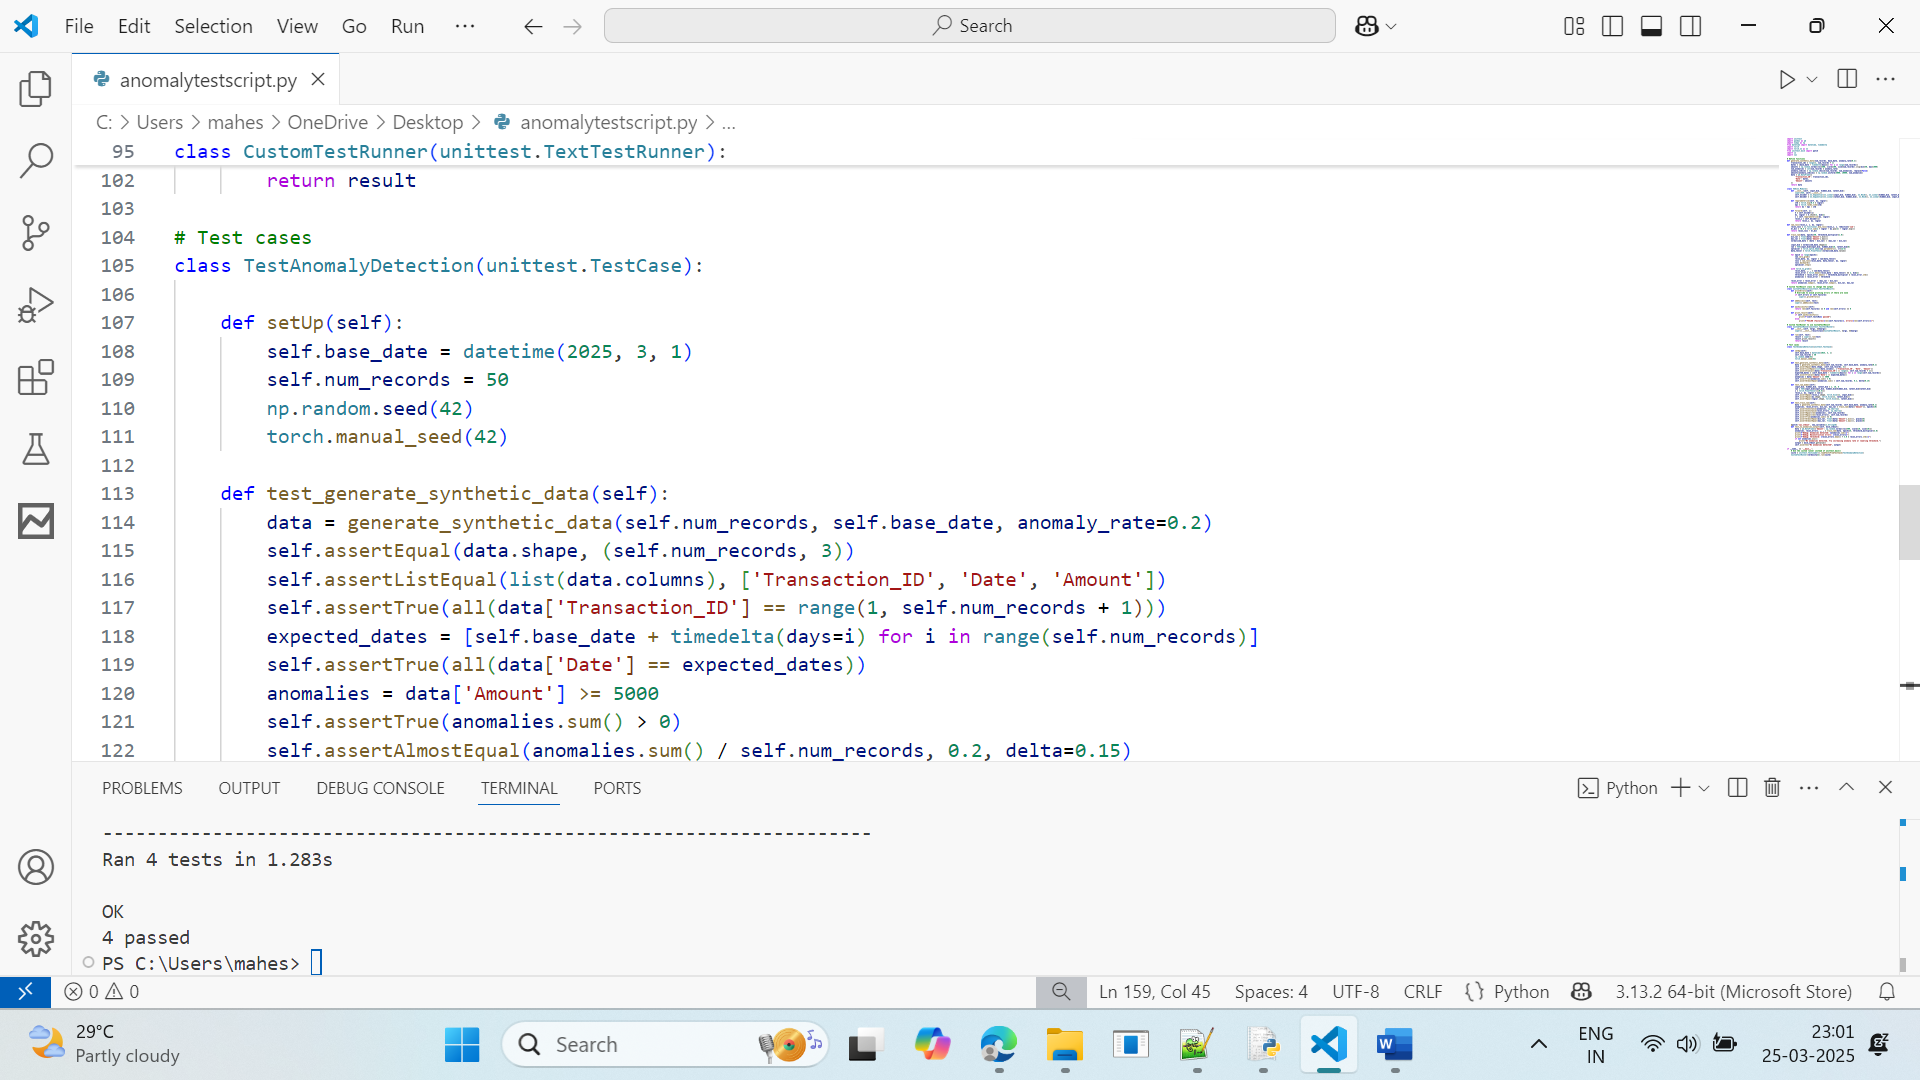 File Edit Selection View Go Run ··· Search
anomalytestscript.py
C: > Users > mahes > OneDrive > Desktop > anomalytestscript.py > ...
95 class CustomTestRunner(unittest.TextTestRunner):
102 return result
103
104 # Test cases
105 class TestAnomalyDetection(unittest.TestCase):
106
107 def setUp(self):
108 self.base_date = datetime(2025, 3, 1)
109 self.num_records = 50
110 np.random.seed(42)
111 torch.manual_seed(42)
112
113 def test_generate_synthetic_data(self):
114 data = generate_synthetic_data(self.num_records, self.base_date, anomaly_rate=0.2)
115 self.assertEqual(data.shape, (self.num_records, 3))
116 self.assertListEqual(list(data.columns), ['Transaction_ID', 'Date', 'Amount'])
117 self.assertTrue(all(data['Transaction_ID'] == range(1, self.num_records + 1)))
118 expected_dates = [self.base_date + timedelta(days=i) for i in range(self.num_records)]
119 self.assertTrue(all(data['Date'] == expected_dates))
120 anomalies = data['Amount'] >= 5000
121 self.assertTrue(anomalies.sum() > 0)
122 self.assertAlmostEqual(anomalies.sum() / self.num_records, 0.2, delta=0.15)
PROBLEMS OUTPUT DEBUG CONSOLE TERMINAL PORTS Python
----------------------------------------------------------------------
Ran 4 tests in 1.283s
OK
4 passed
PS C:\Users\mahes>
0 0 Ln 159, Col 45 Spaces: 4 UTF-8 CRLF {} Python 3.13.2 64-bit (Microsoft Store)
29°C
Partly cloudy
Search
ENG
IN
23:01
25-03-2025